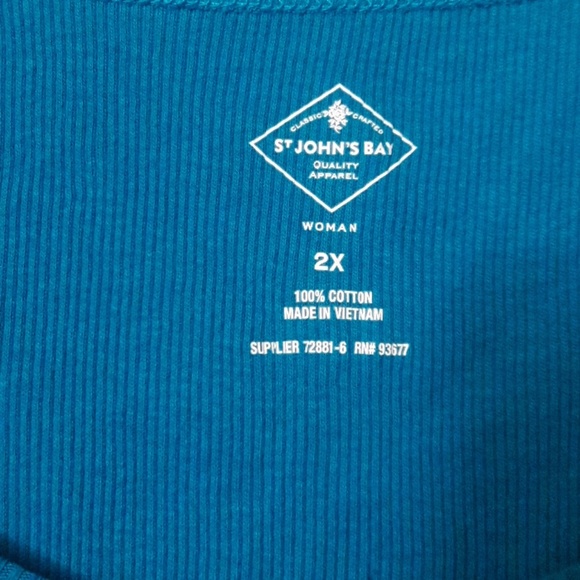 CLASSIC CRAFTED
ST JOHN'S BAY
QUALITY
APPAREL
WOMAN
2X
100% COTTON
MADE IN VIETNAM
SUPPLIER 72881-6 RN# 93677